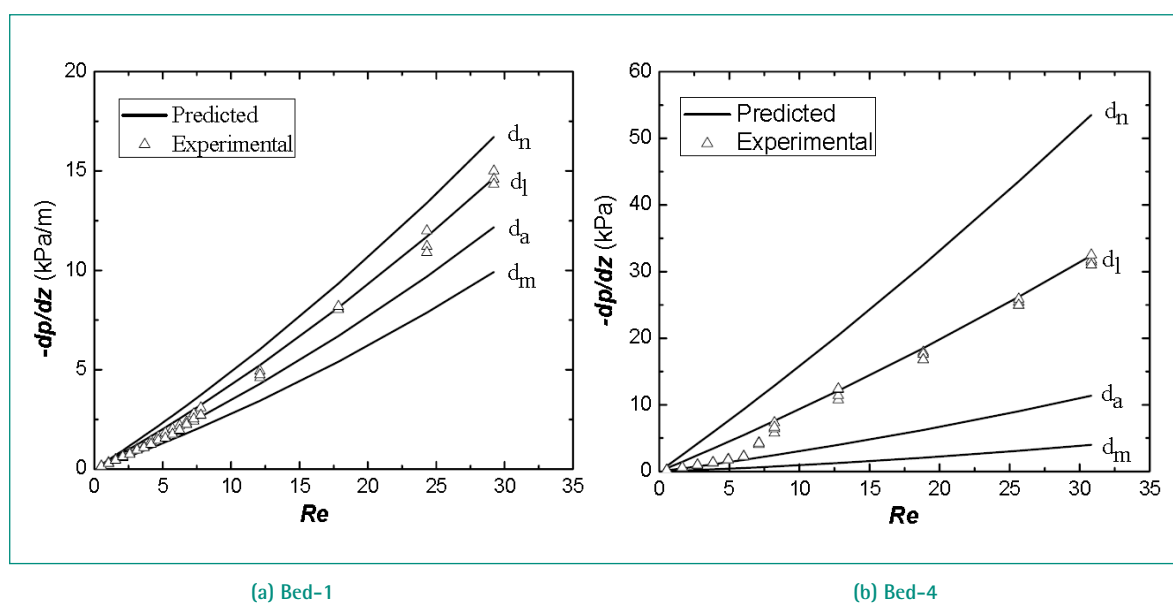 20
15
10
5
0
-dp/dz (kPa/m)
Predicted
Experimental
dn
dl
da
dm
0 5 10 15 20 25 30 35
Re
(a) Bed-1
60
50
40
30
20
10
0
-dp/dz (kPa)
Predicted
Experimental
dn
dl
da
dm
0 5 10 15 20 25 30 35
Re
(b) Bed-4